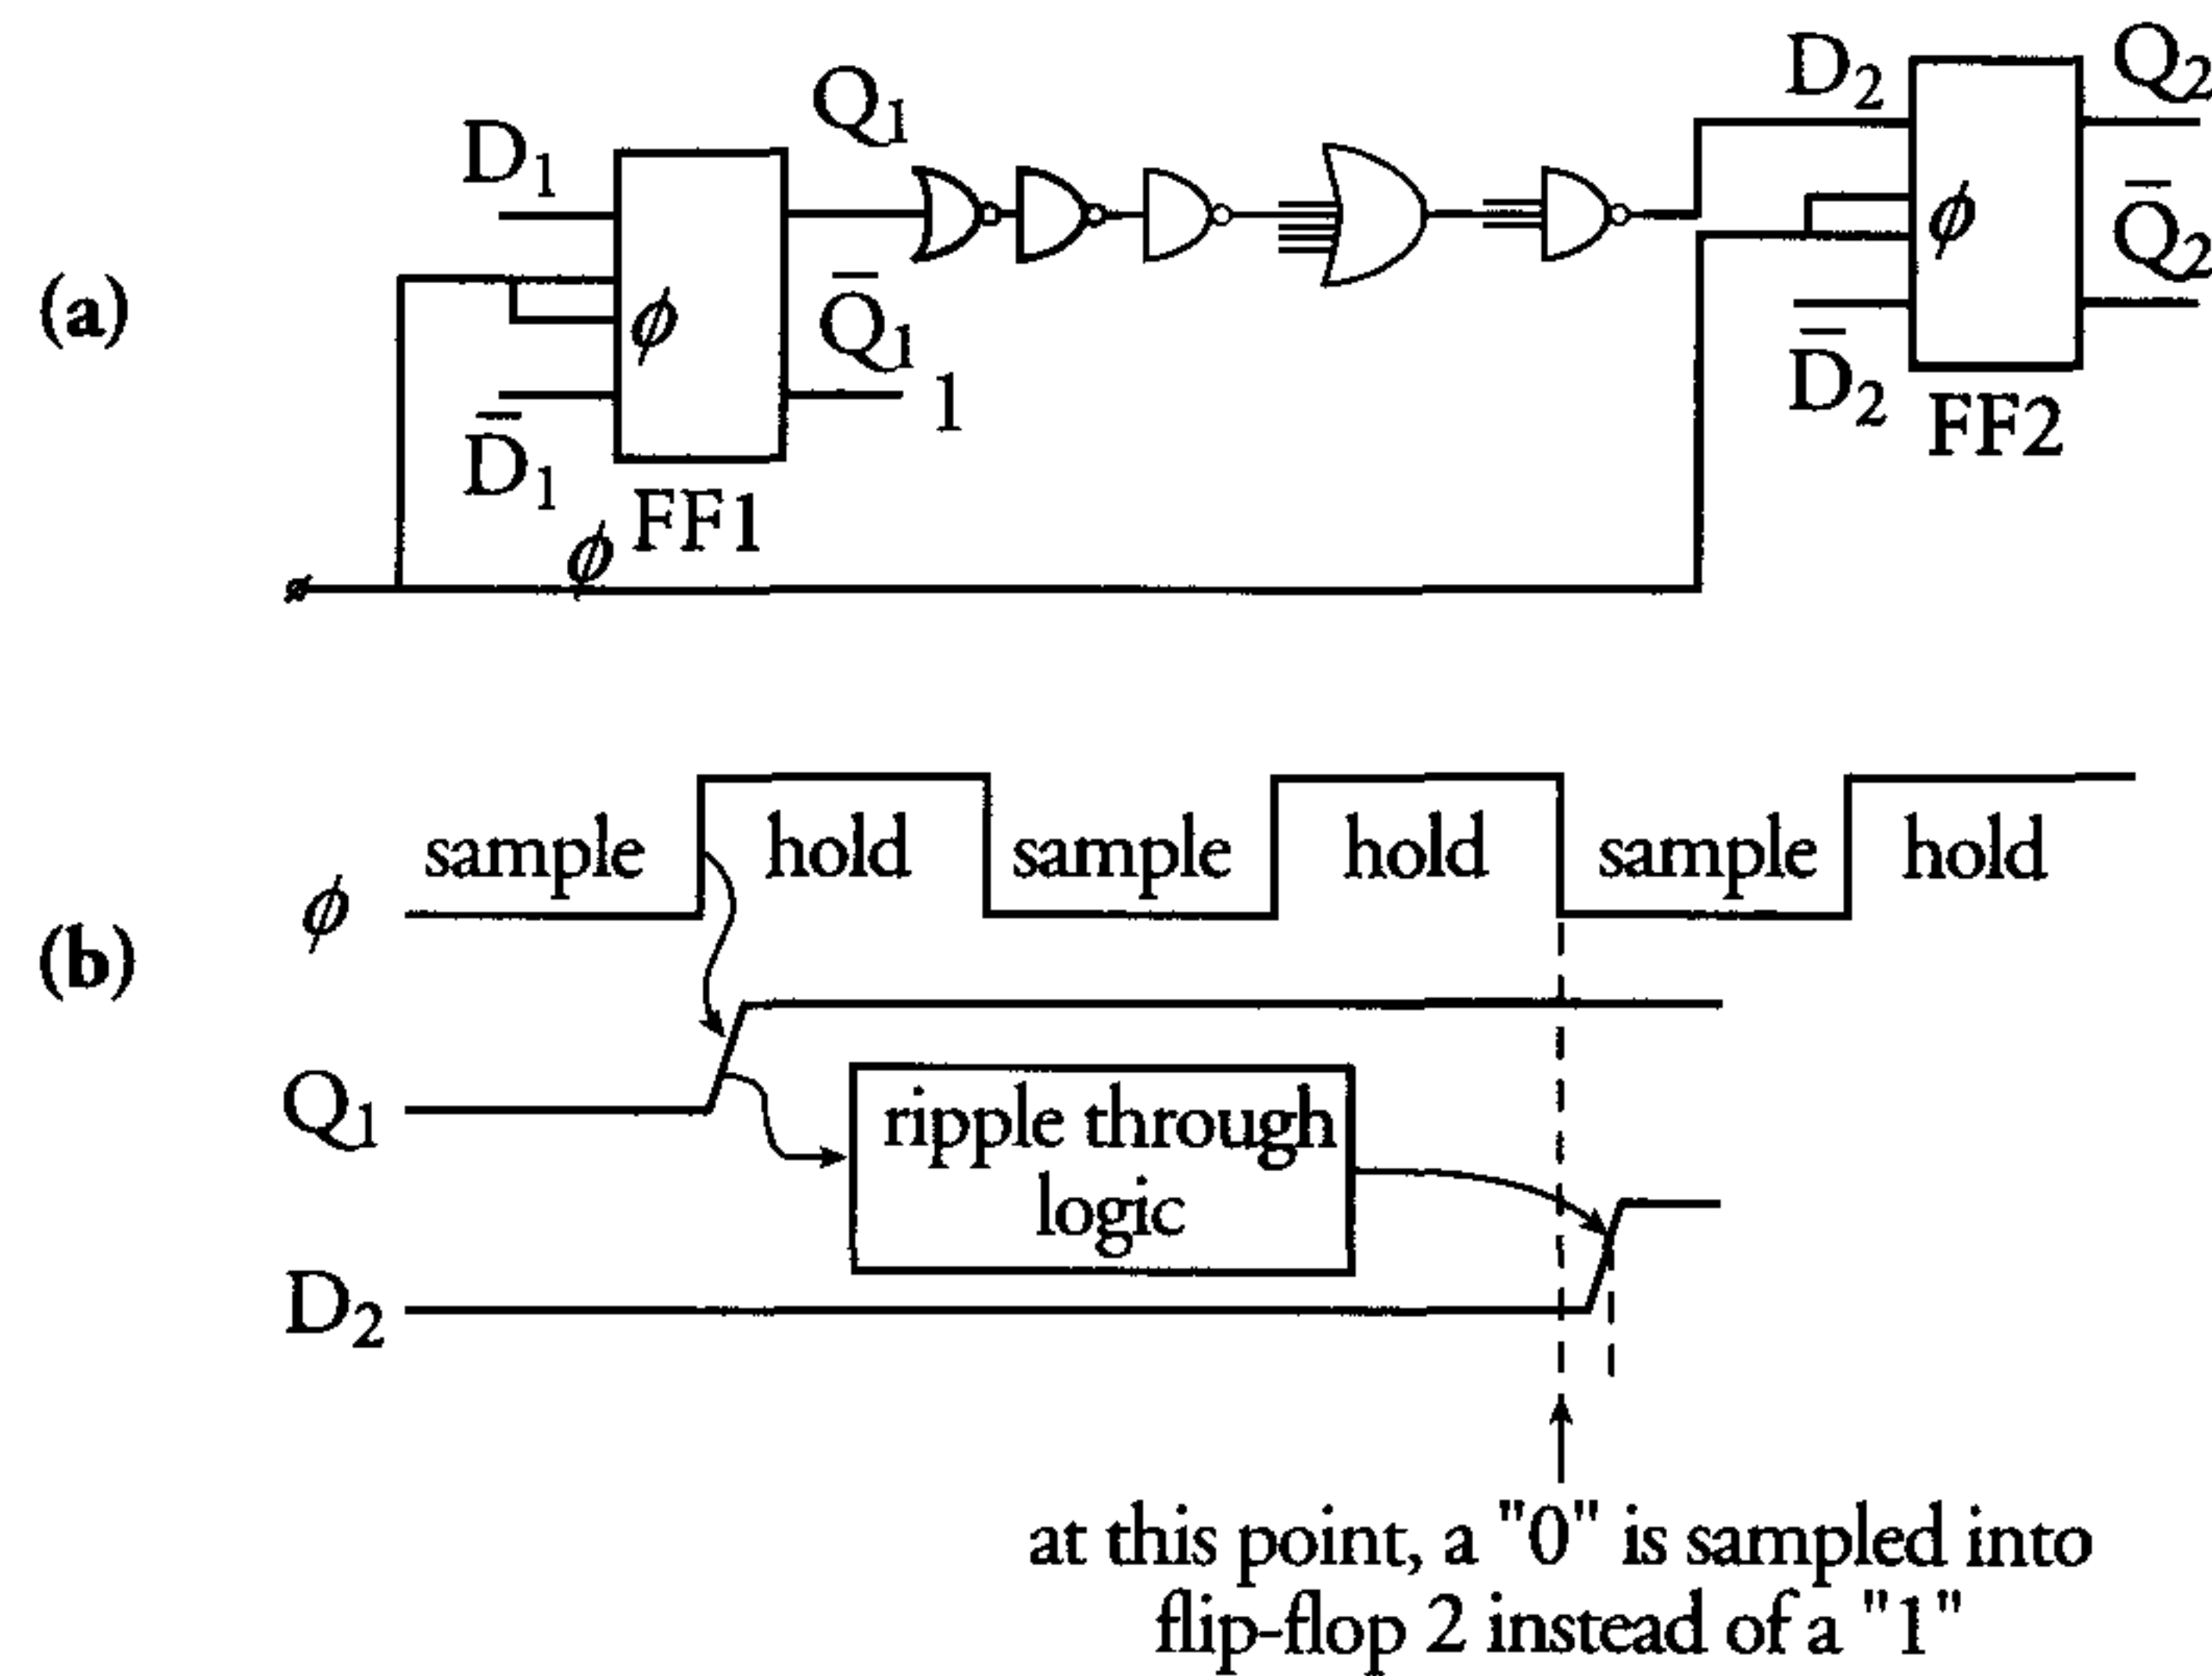 (a)
D₁
Q₁
D₂
Q₂
ϕ
Q̅₁
1
D̅₁
FF1
ϕ
ϕ
Q̅₂
D̅₂
FF2
ϕ
(b)
ϕ
sample hold sample hold sample hold
Q₁
ripple through
logic
D₂
at this point, a "0" is sampled into
flip-flop 2 instead of a "1"